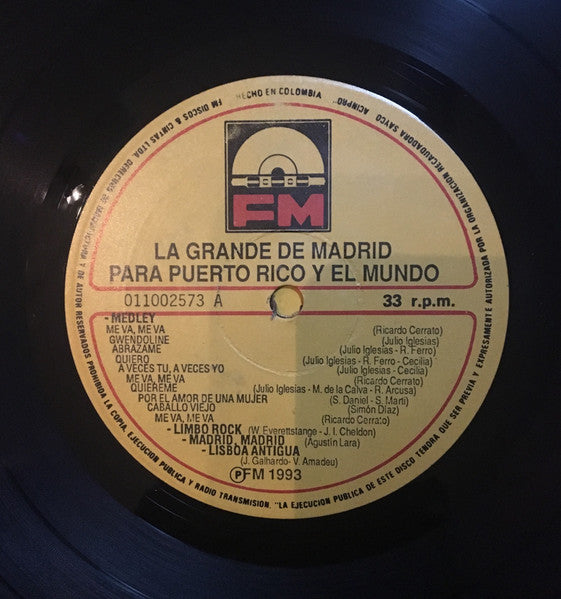 HECHO EN COLOMBIA
FM DISCOS & CINTAS LTDA. DERECHOS DE MANUFACTURA Y DE AUTOR RESERVADOS PROHIBIDA LA COPIA, EJECUCION PUBLICA Y RADIO TRANSMISION. "LA EJECUCION PUBLICA DE ESTE DISCO TENDRA QUE SER PREVIA Y EXPRESAMENTE AUTORIZADA POR LA ORGANIZACION RECAUDADORA SAYCO ACINPRO"
FM
LA GRANDE DE MADRID
PARA PUERTO RICO Y EL MUNDO
011002573 A 33 r.p.m.
- MEDLEY
ME VA, ME VA (Ricardo Cerrato)
GWENDOLINE (Julio Iglesias)
ABRAZAME (Julio Iglesias - R. Ferro)
QUIERO (Julio Iglesias - R. Ferro - Cecilia)
A VECES TU, A VECES YO (Julio Iglesias - Cecilia)
ME VA, ME VA (Ricardo Cerrato)
QUIEREME (Julio Iglesias - M. de la Calva - R. Arcusa)
POR EL AMOR DE UNA MUJER (S. Daniel - S. Marti)
CABALLO VIEJO (Simón Díaz)
ME VA, ME VA (Ricardo Cerrato)
- LIMBO ROCK (W. Everettstange - J. I. Cheldon)
- MADRID, MADRID (Agustin Lara)
- LISBOA ANTIGUA
(J. Galhardo- V. Amadeu)
Ⓟ FM 1993